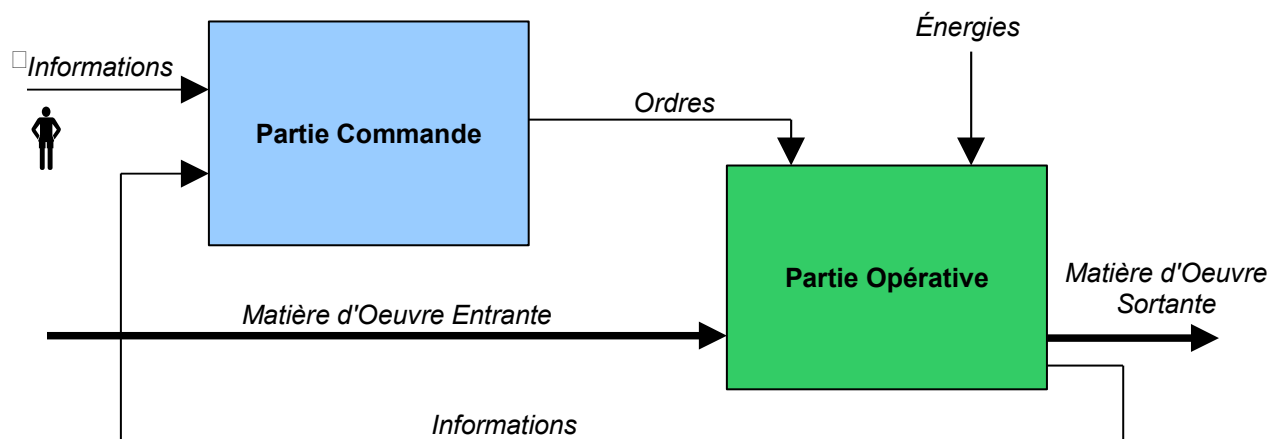 Énergies
Informations
Ordres
Partie Commande
Partie Opérative
Matière d'Oeuvre
Sortante
Matière d'Oeuvre Entrante
Informations